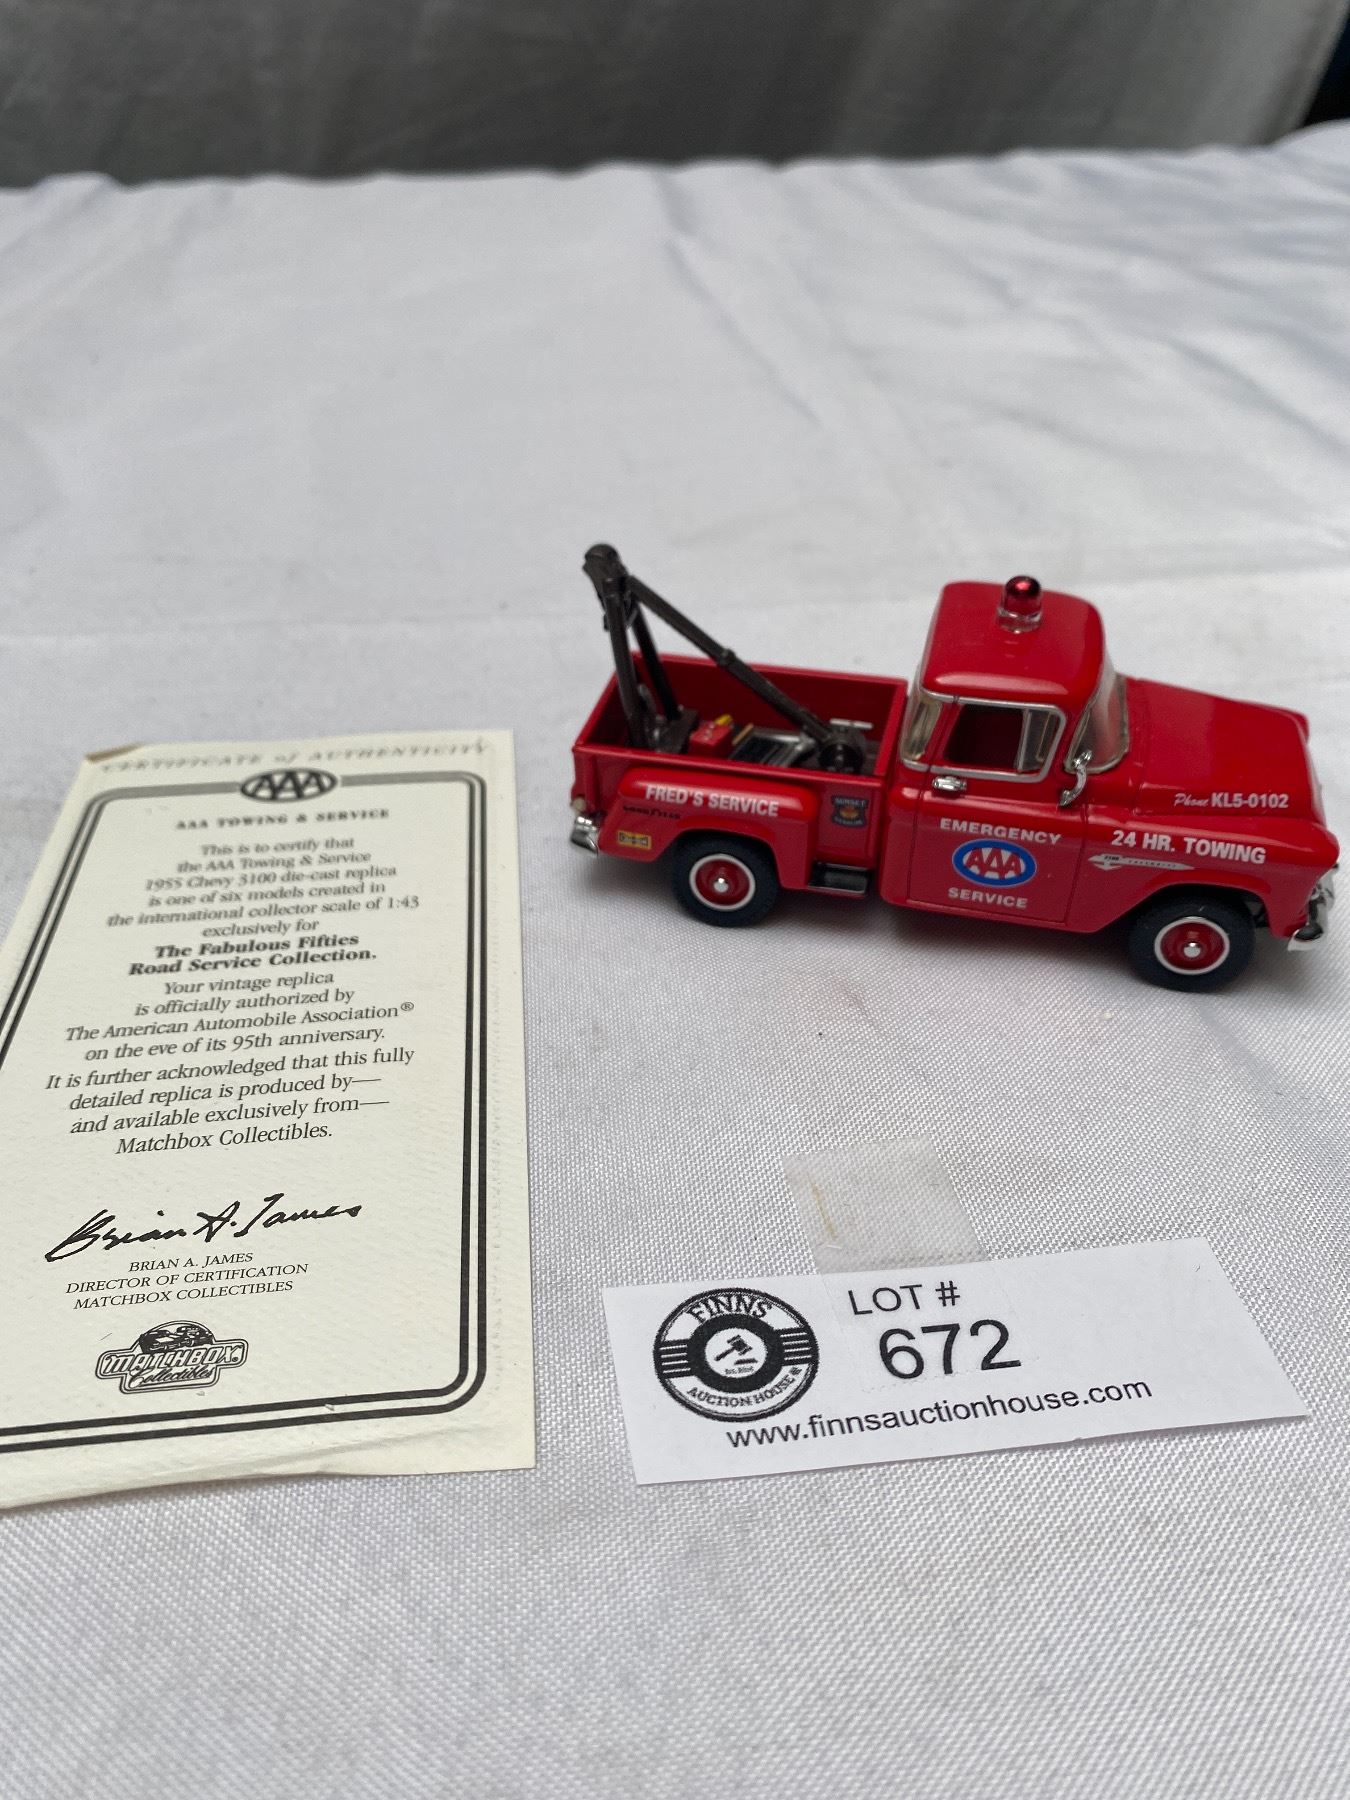 CERTIFICATE of AUTHENTICITY
AAA
AAA TOWING & SERVICE
This is to certify that
the AAA Towing & Service
1955 Chevy 3100 die-cast replica
is one of six models created in
the international collector scale of 1:43
exclusively for
The Fabulous Fifties
Road Service Collection.
Your vintage replica
is officially authorized by
The American Automobile Association®
on the eve of its 95th anniversary.
It is further acknowledged that this fully
detailed replica is produced by—
and available exclusively from—
Matchbox Collectibles.
Brian A. James
BRIAN A. JAMES
DIRECTOR OF CERTIFICATION
MATCHBOX COLLECTIBLES
MATCHBOX®
Collectibles
FRED'S SERVICE
GOODYEAR
SUNSET
EMERGENCY
AAA
SERVICE
Phone KL5-0102
24 HR. TOWING
FINNS
AUCTION HOUSE
LOT #
672
www.finnsauctionhouse.com